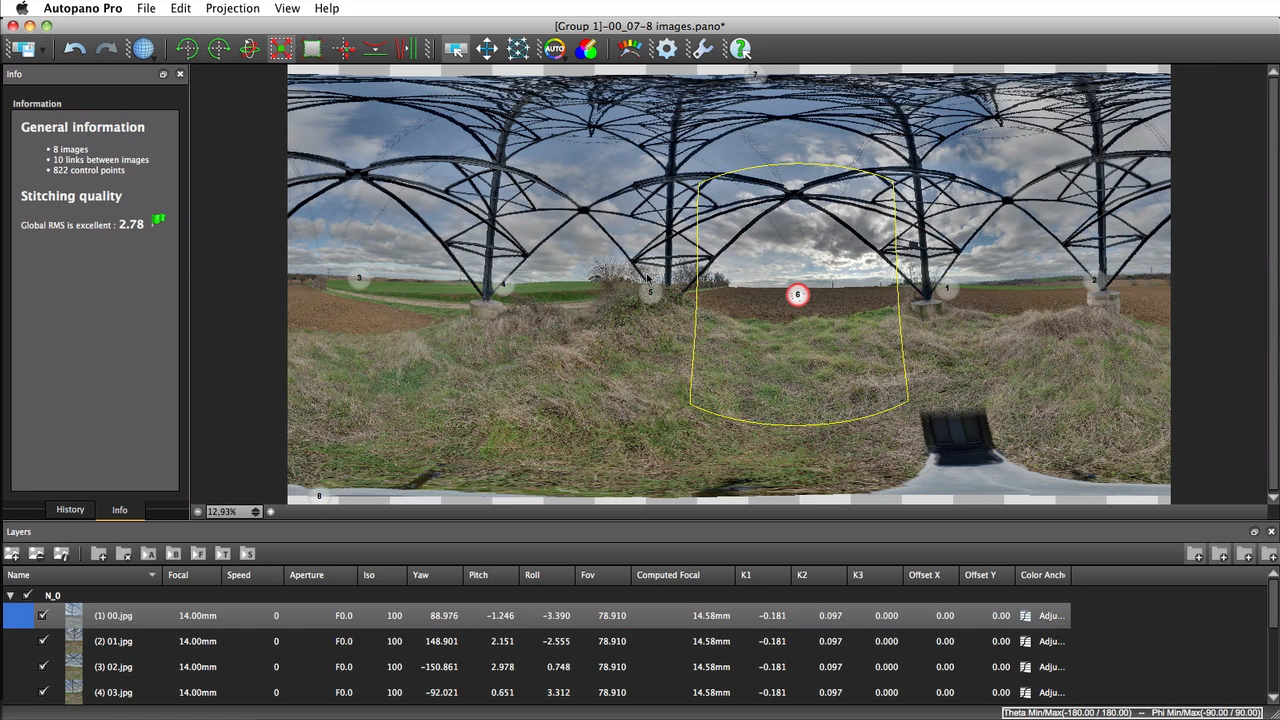 Autopano Pro File Edit Projection View Help
[Group 1]-00_07-8 images.pano*
AUTO
Info
Information
General information
• 8 images
• 10 links between images
• 822 control points
Stitching quality
Global RMS is excellent : 2.78
7
3
4
5
6
1
2
8
History Info
12,93%
Layers
A B F T S
Name Focal Speed Aperture Iso Yaw Pitch Roll Fov Computed Focal K1 K2 K3 Offset X Offset Y Color Anch
N_0
(1) 00.jpg 14.00mm 0 F0.0 100 88.976 -1.246 -3.390 78.910 14.58mm -0.181 0.097 0.000 0.00 0.00 Adju...
(2) 01.jpg 14.00mm 0 F0.0 100 148.901 2.151 -2.555 78.910 14.58mm -0.181 0.097 0.000 0.00 0.00 Adju...
(3) 02.jpg 14.00mm 0 F0.0 100 -150.861 2.978 0.748 78.910 14.58mm -0.181 0.097 0.000 0.00 0.00 Adju...
(4) 03.jpg 14.00mm 0 F0.0 100 -92.021 0.651 3.312 78.910 14.58mm -0.181 0.097 0.000 0.00 0.00 Adju...
Theta Min/Max(-180.00 / 180.00) -- Phi Min/Max(-90.00 / 90.00)